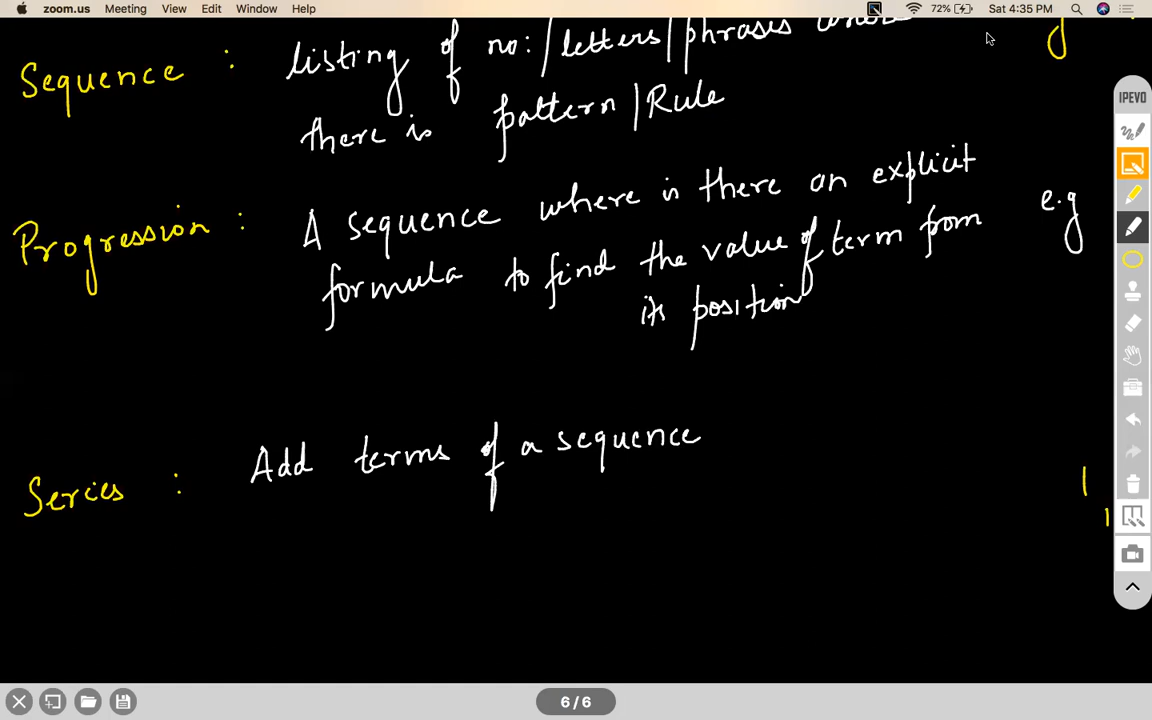 zoom.us Meeting View Edit Window Help 72% Sat 4:35 PM
Sequence : listing of no:/letters/phrases where
there is pattern/Rule
IPEVO
Progression : A sequence where is there an explicit e.g
formula to find the value of term from
its position
Series : Add terms of a sequence
6/6